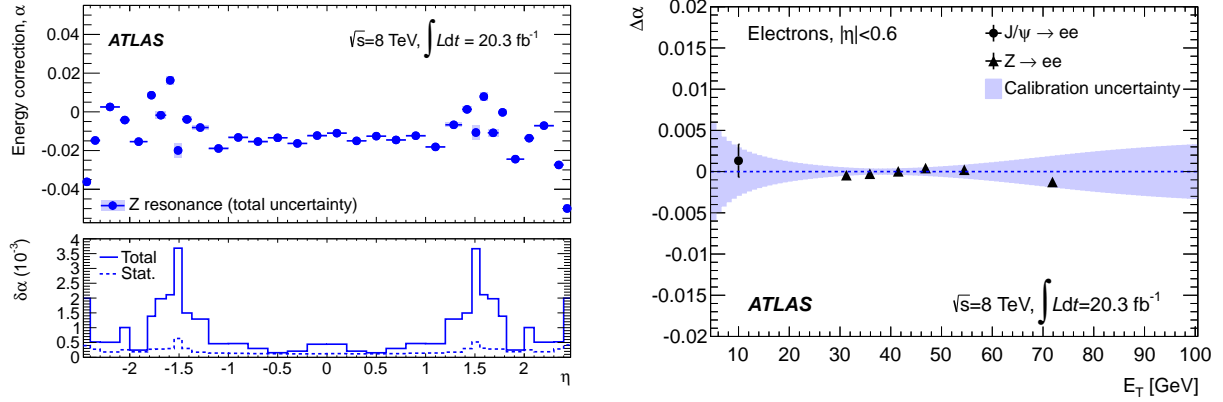 Energy correction, α
ATLAS
√s=8 TeV, ∫Ldt = 20.3 fb⁻¹
0.04
0.02
0
-0.02
-0.04
Z resonance (total uncertainty)
δα (10⁻³)
4
3.5
3
2.5
2
1.5
1
0.5
0
Total
Stat.
-2 -1.5 -1 -0.5 0 0.5 1 1.5 2
η
Δα
0.02
0.015
0.01
0.005
0
-0.005
-0.01
-0.015
-0.02
Electrons, |η|<0.6
J/ψ → ee
Z → ee
Calibration uncertainty
ATLAS
√s=8 TeV, ∫Ldt=20.3 fb⁻¹
10 20 30 40 50 60 70 80 90 100
E_T [GeV]